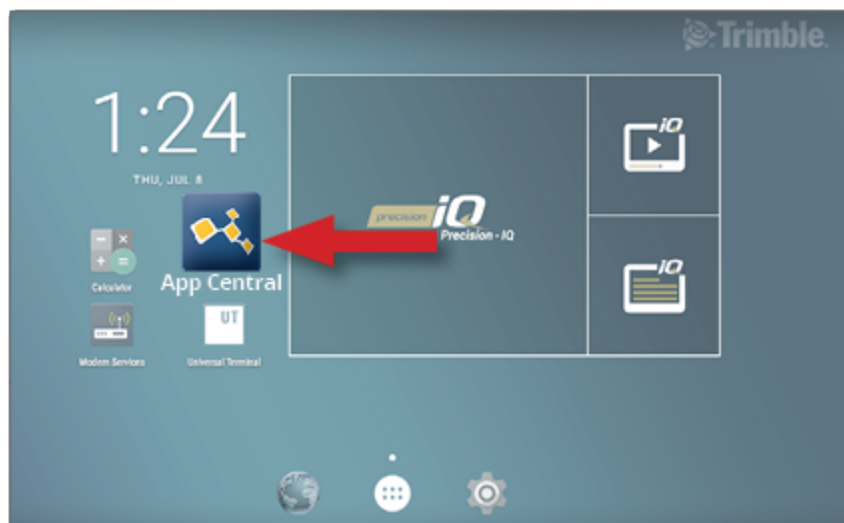 Trimble
1:24
THU, JUL 8
Calculator
App Central
Modem Services
UT
Universal Terminal
precision iQ
Precision - IQ
iQ
iQ